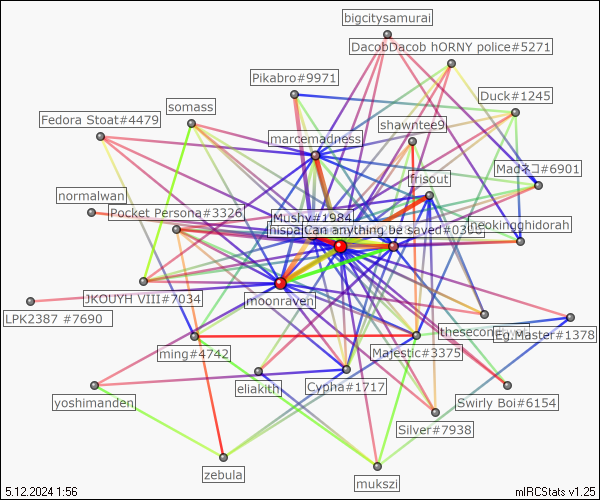 bigcitysamurai
DacobDacob hORNY police#5271
Pikabro#9971
Duck#1245
somass
Fedora Stoat#4479
shawntee9
marcemadness
Madネコ#6901
frisout
normalwan
Pocket Persona#3326
Mushy#1984
neokinghidorah
hispa
Can anything be saved#0
JKOUYH VIII#7034
moonraven
LPK2387 #7690
thesecon
Eg.Master#1378
ming#4742
Majestic#3375
eliakith
Cypha#1717
yoshimanden
Swirly Boi#6154
Silver#7938
zebula
mukszi
5.12.2024 1:56
mIRCStats v1.25